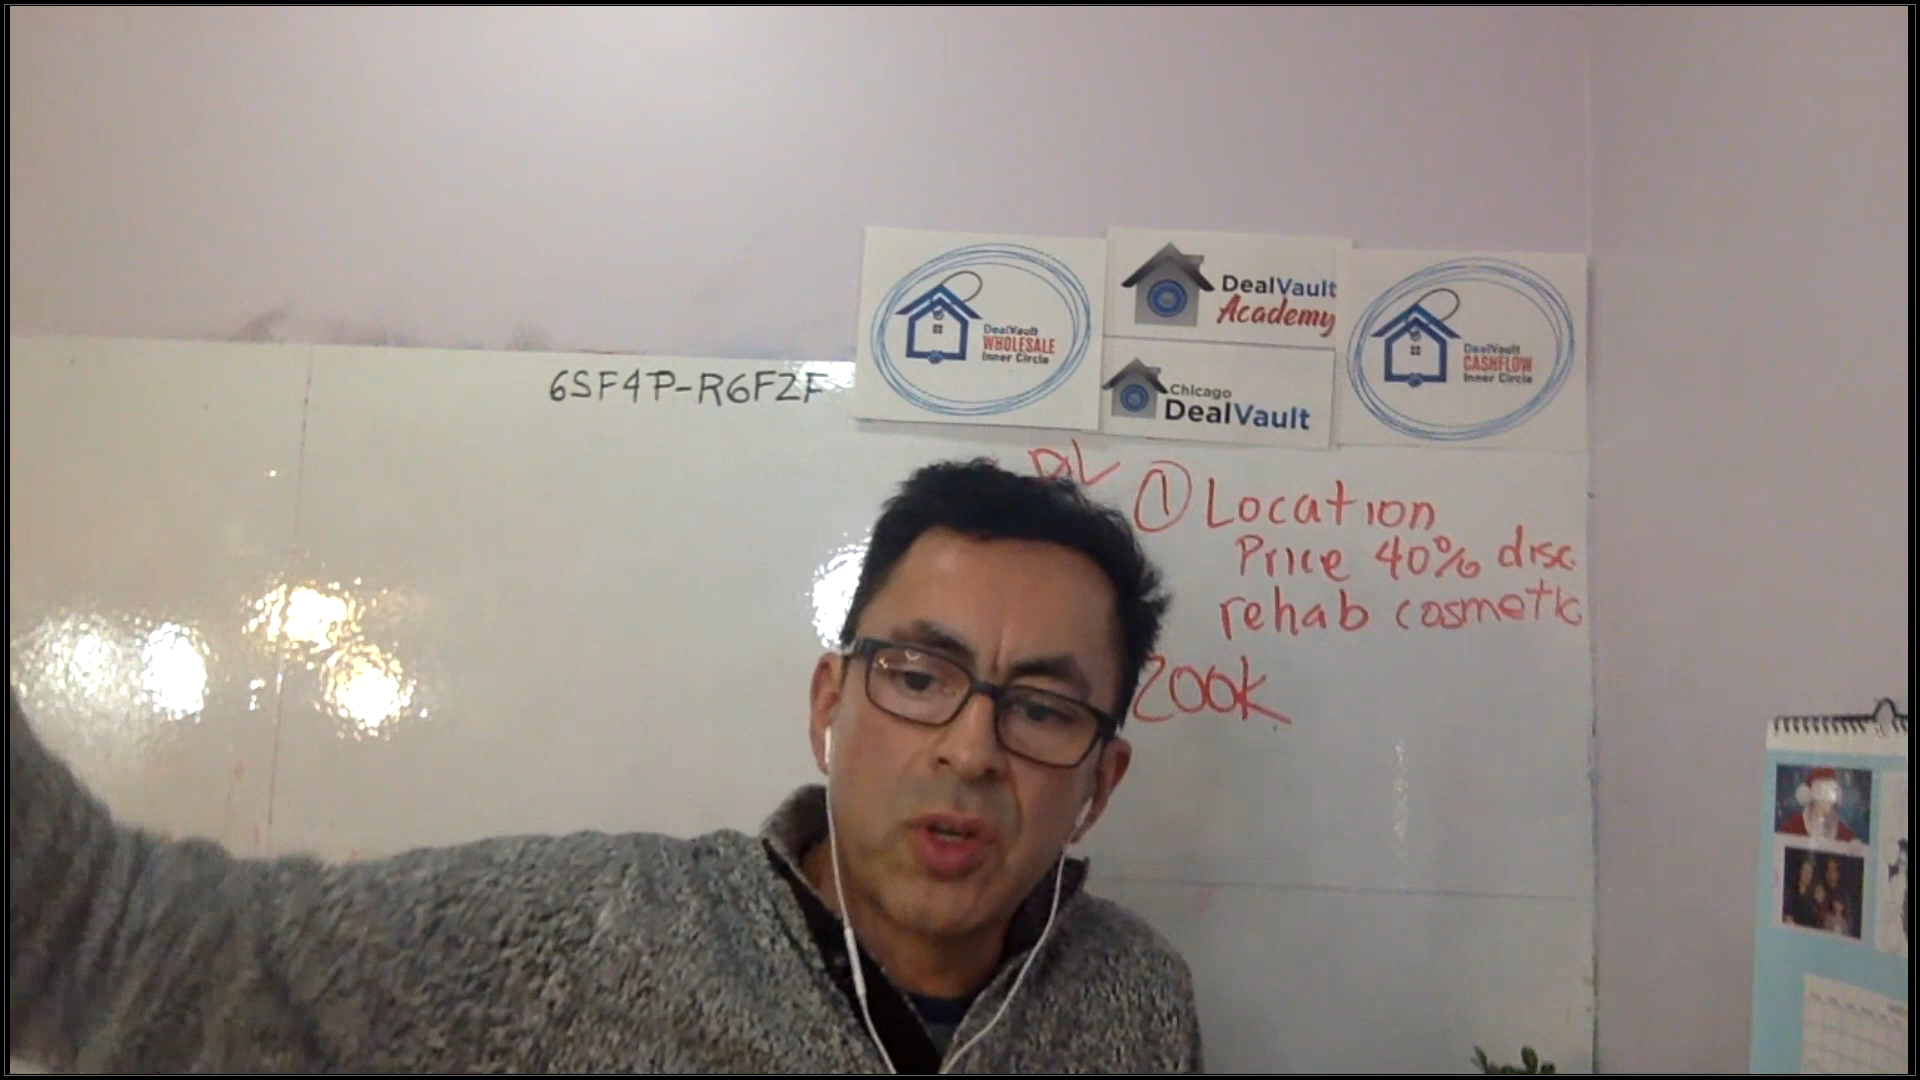 6SF4P-R6FZF
DealVault
WHOLESALE
Inner Circle
DealVault
Academy
Chicago
DealVault
DealVault
CASHFLOW
Inner Circle
① Location
Price 40% disc.
rehab cosmetic
200k